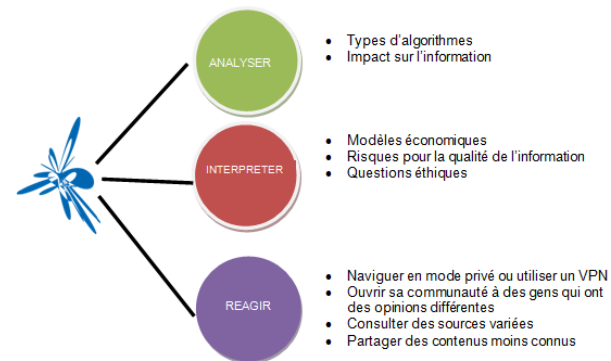 ANALYSER
• Types d'algorithmes
• Impact sur l'information
INTERPRETER
• Modèles économiques
• Risques pour la qualité de l'information
• Questions éthiques
REAGIR
• Naviguer en mode privé ou utiliser un VPN
• Ouvrir sa communauté à des gens qui ont
des opinions différentes
• Consulter des sources variées
• Partager des contenus moins connus